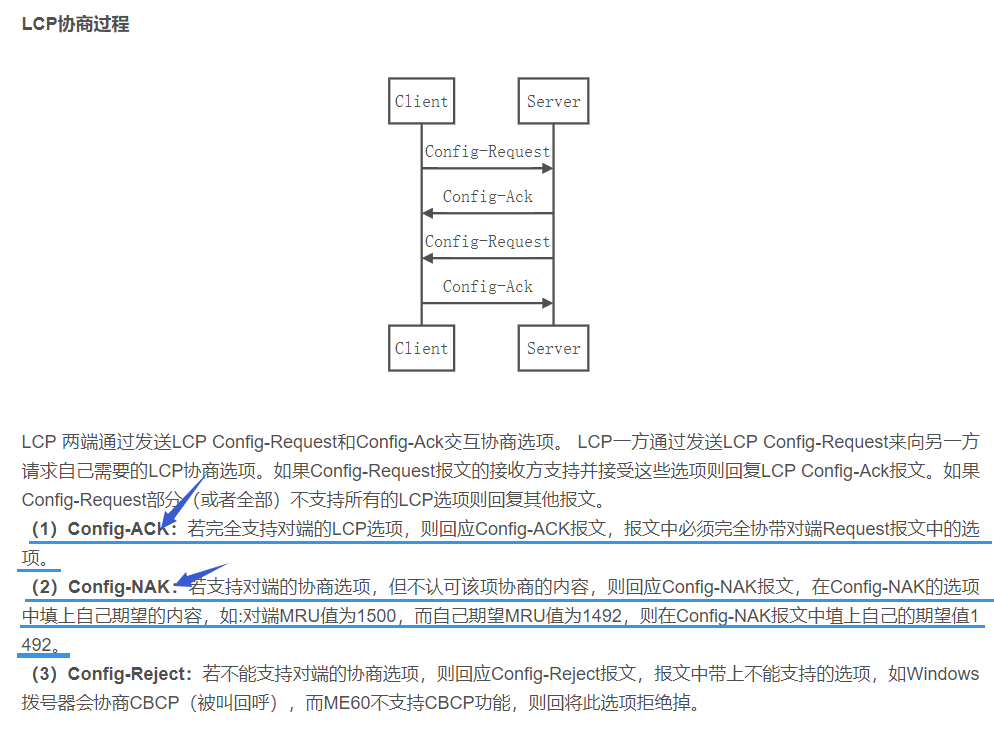 LCP协商过程
Client
Server
Config-Request
Config-Ack
Config-Request
Config-Ack
Client
Server
LCP 两端通过发送LCP Config-Request和Config-Ack交互协商选项。 LCP一方通过发送LCP Config-Request来向另一方
请求自己需要的LCP协商选项。如果Config-Request报文的接收方支持并接受这些选项则回复LCP Config-Ack报文。如果
Config-Request部分（或者全部）不支持所有的LCP选项则回复其他报文。
（1）Config-ACK：若完全支持对端的LCP选项，则回应Config-ACK报文，报文中必须完全协带对端Request报文中的选
项。
（2）Config-NAK：若支持对端的协商选项，但不认可该项协商的内容，则回应Config-NAK报文，在Config-NAK的选项
中填上自己期望的内容，如:对端MRU值为1500，而自己期望MRU值为1492，则在Config-NAK报文中埴上自己的期望值1
492。
（3）Config-Reject：若不能支持对端的协商选项，则回应Config-Reject报文，报文中带上不能支持的选项，如Windows
拨号器会协商CBCP（被叫回呼），而ME60不支持CBCP功能，则回将此选项拒绝掉。